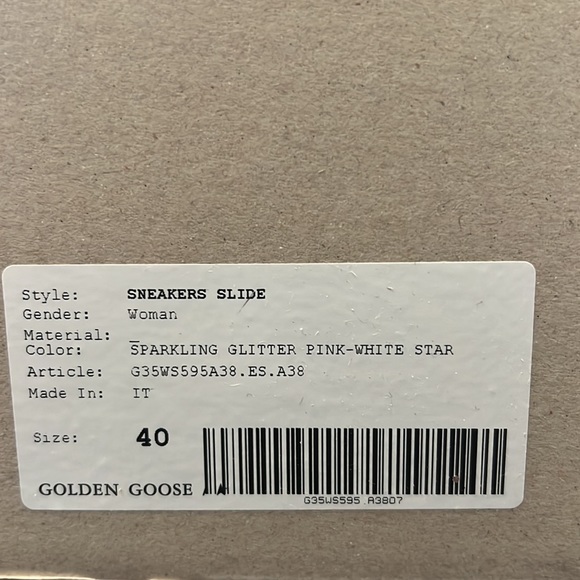 Style: SNEAKERS SLIDE
Gender: Woman
Material: _
Color: SPARKLING GLITTER PINK-WHITE STAR
Article: G35WS595A38.ES.A38
Made In: IT
Size: 40
GOLDEN GOOSE
G35WS595 A3807